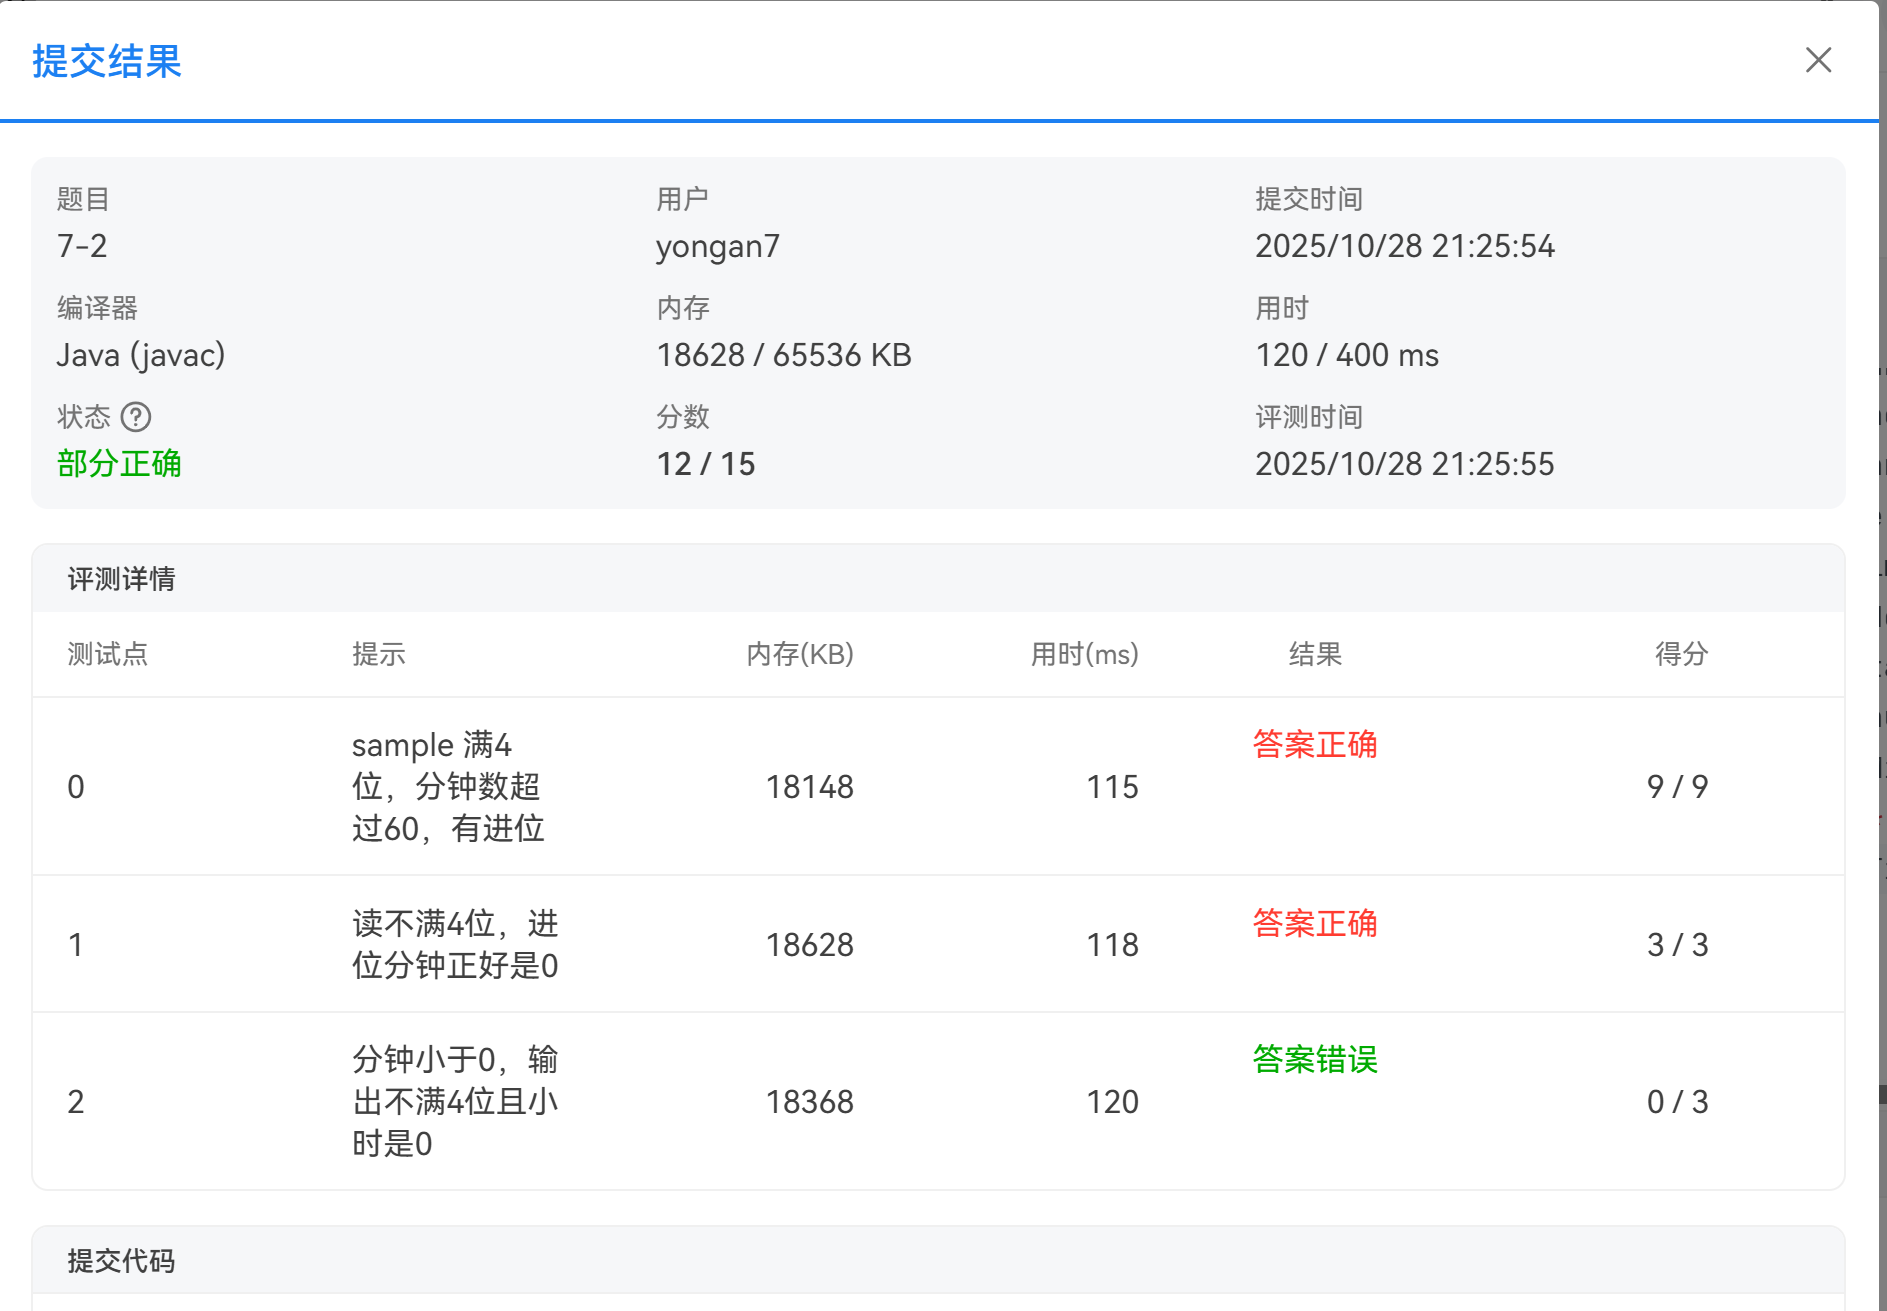 提交结果
题目
用户
提交时间
7-2
yongan7
2025/10/28 21:25:54
编译器
内存
用时
Java (javac)
18628 / 65536 KB
120 / 400 ms
状态
分数
评测时间
部分正确
12 / 15
2025/10/28 21:25:55
评测详情
测试点
提示
内存(KB)
用时(ms)
结果
得分
0
sample 满4
位，分钟数超
过60，有进位
18148
115
答案正确
9 / 9
1
读不满4位，进
位分钟正好是0
18628
118
答案正确
3 / 3
2
分钟小于0，输
出不满4位且小
时是0
18368
120
答案错误
0 / 3
提交代码